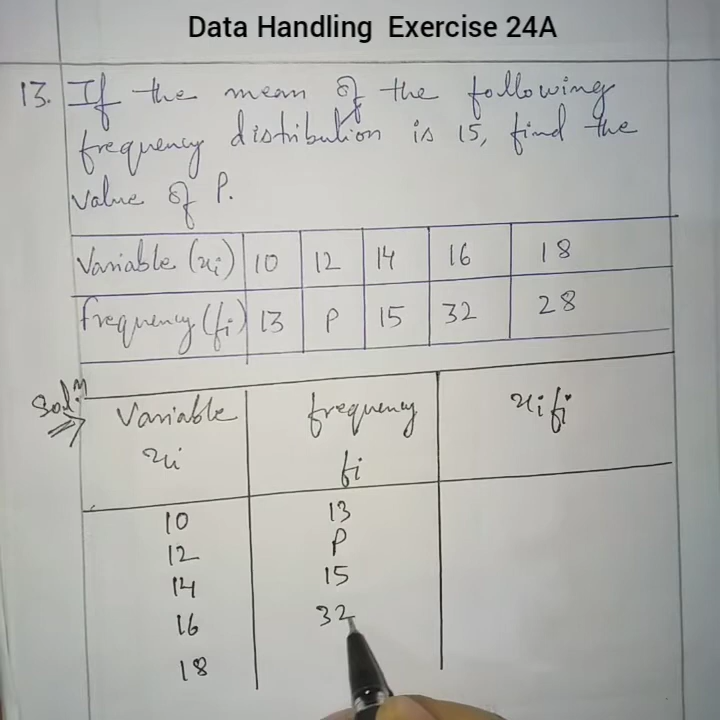 Data Handling Exercise 24A
13. If the mean of the following
frequency distribution is 15, find the
value of P.
Variable (xi) 10 12 14 16 18
frequency (fi) 13 P 15 32 28
Solⁿ
Variable frequency xifi
xi fi
10 13
12 P
14 15
16 32
18